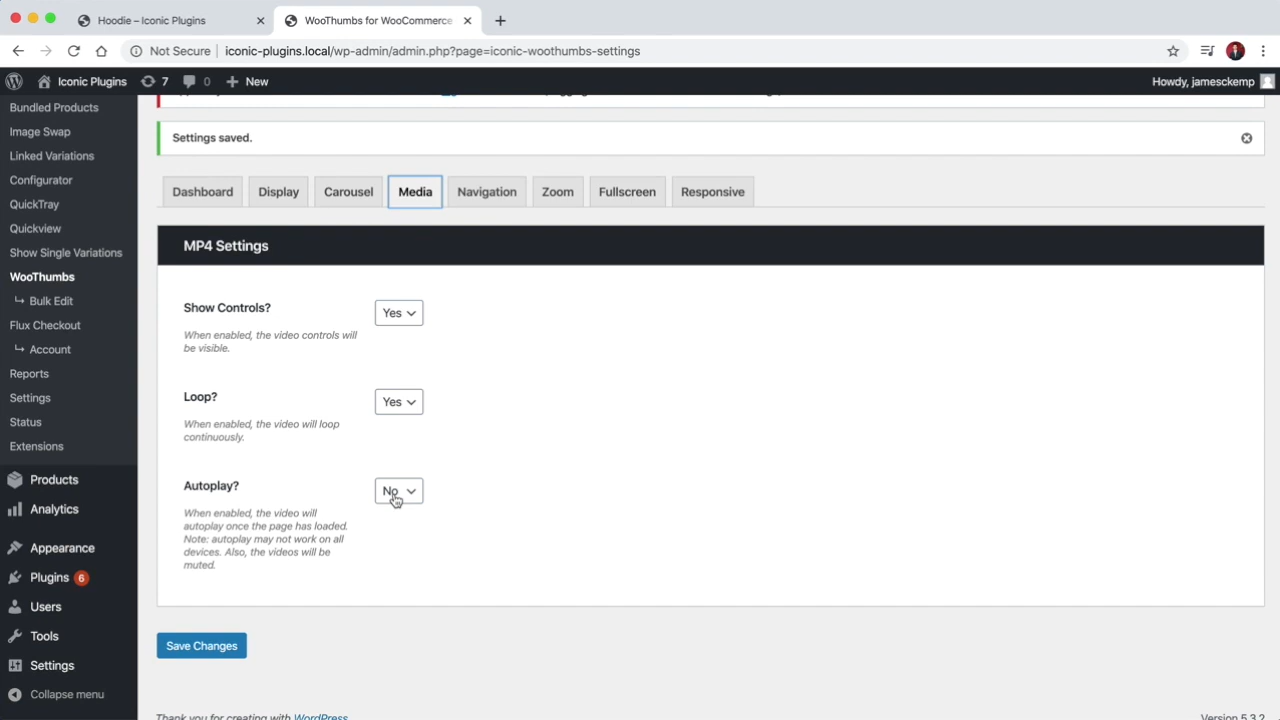 Hoodie – Iconic Plugins
WooThumbs for WooCommerce
Not Secure
iconic-plugins.local/wp-admin/admin.php?page=iconic-woothumbs-settings
Iconic Plugins
7
0
New
Howdy, jamesckemp
Bundled Products
Image Swap
Linked Variations
Configurator
QuickTray
Quickview
Show Single Variations
WooThumbs
Bulk Edit
Flux Checkout
Account
Reports
Settings
Status
Extensions
Products
Analytics
Appearance
Plugins 6
Users
Tools
Settings
Collapse menu
Settings saved.
Dashboard
Display
Carousel
Media
Navigation
Zoom
Fullscreen
Responsive
MP4 Settings
Show Controls?
Yes
When enabled, the video controls will
be visible.
Loop?
Yes
When enabled, the video will loop
continuously.
Autoplay?
No
When enabled, the video will
autoplay once the page has loaded.
Note: autoplay may not work on all
devices. Also, the videos will be
muted.
Save Changes
Thank you for creating with WordPress
Version 5.3.2